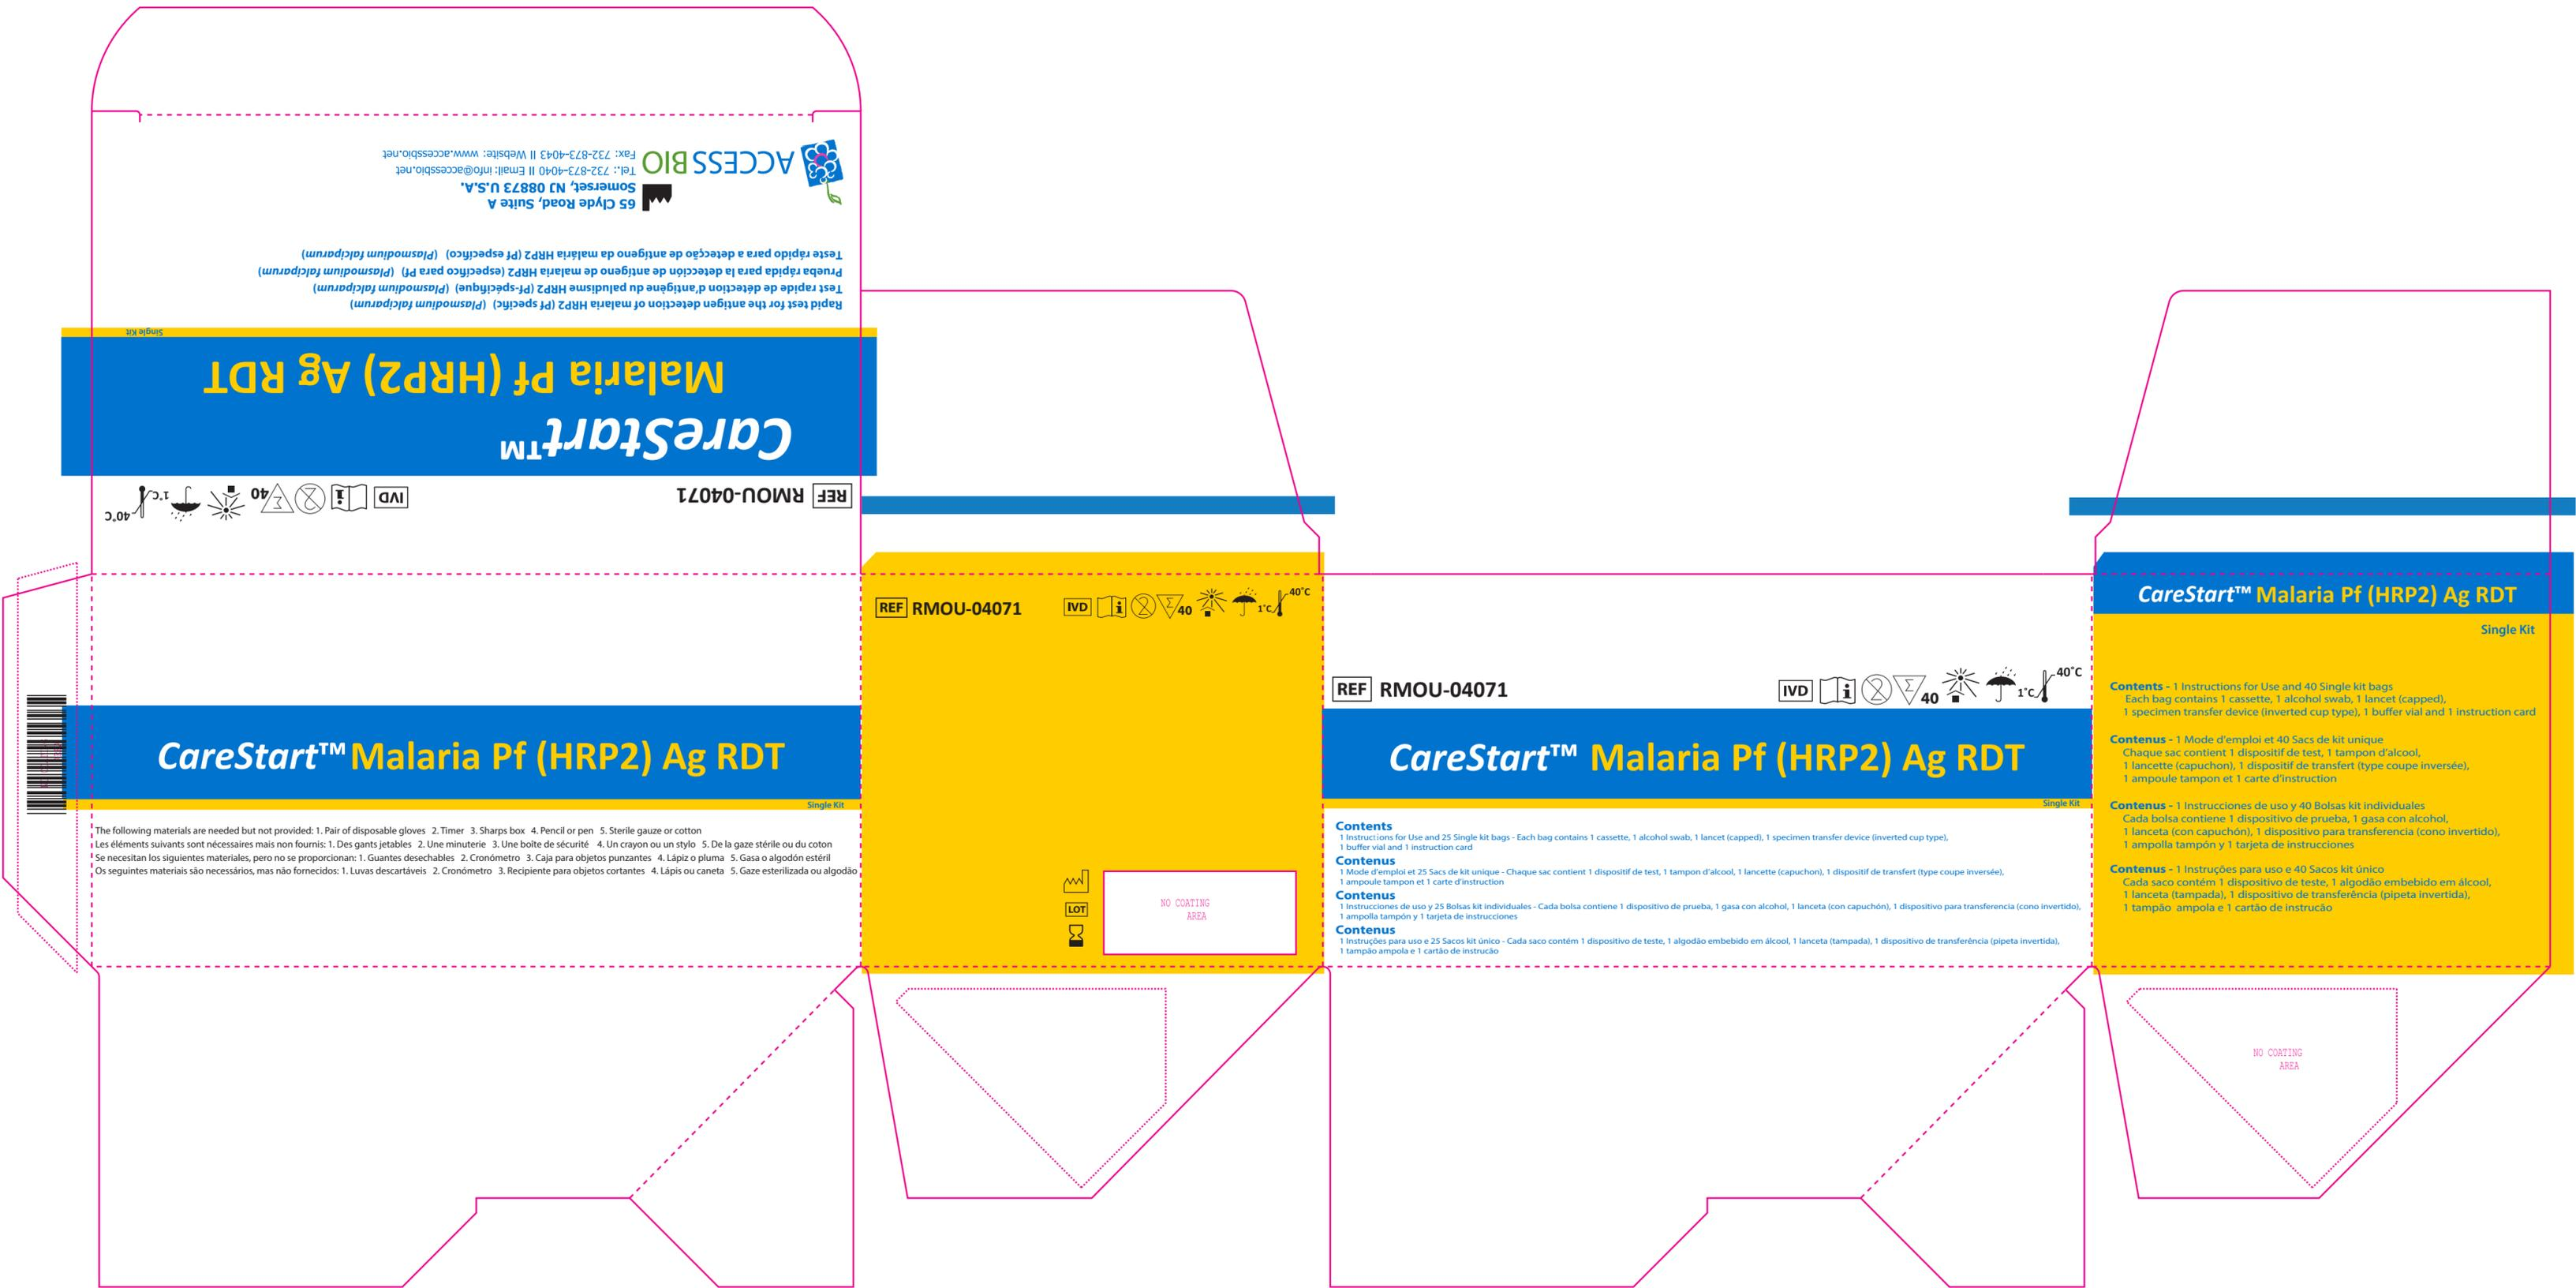 ACCESS BIO
65 Clyde Road, Suite A
Somerset, NJ 08873 U.S.A.
Tel.: 732-873-4040 II Email: info@accessbio.net
Fax: 732-873-4043 II Website: www.accessbio.net
Rapid test for the antigen detection of malaria HRP2 (Pf specific) (Plasmodium falciparum)
Test rapide de détection d'antigène du paludisme HRP2 (Pf-spécifique) (Plasmodium falciparum)
Prueba rápida para la detección de antígeno de malaria HRP2 (específico para Pf) (Plasmodium falciparum)
Teste rápido para a detecção de antígeno da malária HRP2 (Pf específico) (Plasmodium falciparum)
Single Kit
CareStart™
Malaria Pf (HRP2) Ag RDT
REF RMOU-04071
IVD i 2 Σ 40 1˚C 40˚C
CareStart™ Malaria Pf (HRP2) Ag RDT
Single Kit
The following materials are needed but not provided: 1. Pair of disposable gloves 2. Timer 3. Sharps box 4. Pencil or pen 5. Sterile gauze or cotton
Les éléments suivants sont nécessaires mais non fournis: 1. Des gants jetables 2. Une minuterie 3. Une boîte de sécurité 4. Un crayon ou un stylo 5. De la gaze stérile ou du coton
Se necesitan los siguientes materiales, pero no se proporcionan: 1. Guantes desechables 2. Cronómetro 3. Caja para objetos punzantes 4. Lápiz o pluma 5. Gasa o algodón estéril
Os seguintes materiais são necessários, mas não fornecidos: 1. Luvas descartáveis 2. Cronómetro 3. Recipiente para objetos cortantes 4. Lápis ou caneta 5. Gaze esterilizada ou algodão
REF RMOU-04071
IVD i 2 Σ 40 1˚C 40˚C
LOT
NO COATING
AREA
REF RMOU-04071
IVD i 2 Σ 40 1˚C 40˚C
CareStart™ Malaria Pf (HRP2) Ag RDT
Single Kit
Contents
1 Instructions for Use and 25 Single kit bags - Each bag contains 1 cassette, 1 alcohol swab, 1 lancet (capped), 1 specimen transfer device (inverted cup type),
1 buffer vial and 1 instruction card
Contenus
1 Mode d'emploi et 25 Sacs de kit unique - Chaque sac contient 1 dispositif de test, 1 tampon d'alcool, 1 lancette (capuchon), 1 dispositif de transfert (type coupe inversée),
1 ampoule tampon et 1 carte d'instruction
Contenus
1 Instrucciones de uso y 25 Bolsas kit individuales - Cada bolsa contiene 1 dispositivo de prueba, 1 gasa con alcohol, 1 lanceta (con capuchón), 1 dispositivo para transferencia (cono invertido),
1 ampolla tampón y 1 tarjeta de instrucciones
Contenus
1 Instruções para uso e 25 Sacos kit único - Cada saco contém 1 dispositivo de teste, 1 algodão embebido em álcool, 1 lanceta (tampada), 1 dispositivo de transferência (pipeta invertida),
1 tampão ampola e 1 cartão de instrucão
CareStart™ Malaria Pf (HRP2) Ag RDT
Single Kit
Contents - 1 Instructions for Use and 40 Single kit bags
Each bag contains 1 cassette, 1 alcohol swab, 1 lancet (capped),
1 specimen transfer device (inverted cup type), 1 buffer vial and 1 instruction card
Contenus - 1 Mode d'emploi et 40 Sacs de kit unique
Chaque sac contient 1 dispositif de test, 1 tampon d'alcool,
1 lancette (capuchon), 1 dispositif de transfert (type coupe inversée),
1 ampoule tampon et 1 carte d'instruction
Contenus - 1 Instrucciones de uso y 40 Bolsas kit individuales
Cada bolsa contiene 1 dispositivo de prueba, 1 gasa con alcohol,
1 lanceta (con capuchón), 1 dispositivo para transferencia (cono invertido),
1 ampolla tampón y 1 tarjeta de instrucciones
Contenus - 1 Instruções para uso e 40 Sacos kit único
Cada saco contém 1 dispositivo de teste, 1 algodão embebido em álcool,
1 lanceta (tampada), 1 dispositivo de transferência (pipeta invertida),
1 tampão ampola e 1 cartão de instrucão
NO COATING
AREA